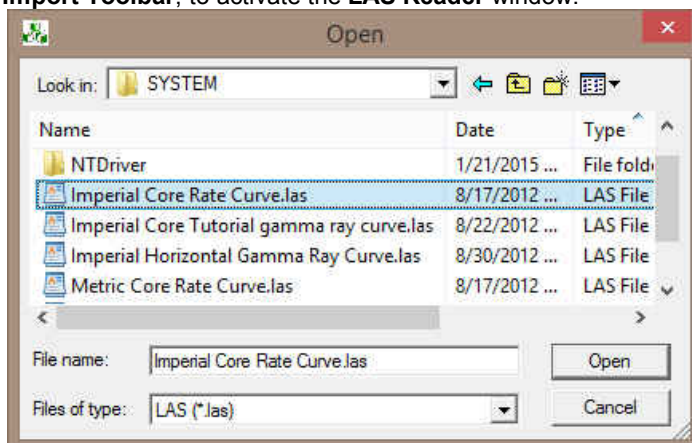 Import Toolbar, to activate the LAS Reader window.
Open
Look in: SYSTEM
Name Date Type
NTDriver 1/21/2015 ... File fold
Imperial Core Rate Curve.las 8/17/2012 ... LAS File
Imperial Core Tutorial gamma ray curve.las 8/22/2012 ... LAS File
Imperial Horizontal Gamma Ray Curve.las 8/30/2012 ... LAS File
Metric Core Rate Curve.las 8/17/2012 ... LAS File
File name: Imperial Core Rate Curve.las Open
Files of type: LAS (*.las) Cancel